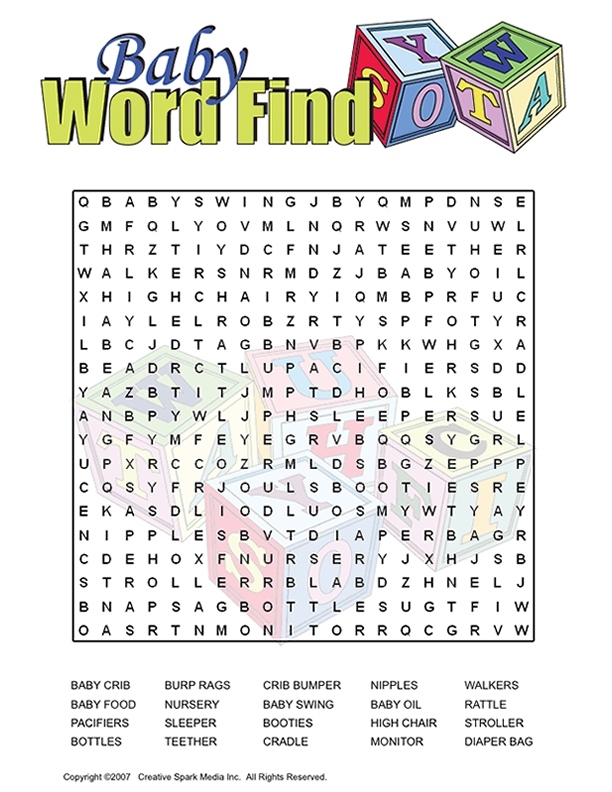 Baby
Word Find
S Y O T W A
Q B A B Y S W I N G J B Y Q M P D N S E
G M F Q L Y O V M L N Q R W S N V U W L
T H R Z T I Y D C F N J A T E E T H E R
W A L K E R S N R M D Z J B A B Y O I L
X H I G H C H A I R Y I Q M B P R F U C
I A Y L E L R O B Z R T Y S P F O T Y R
L B C J D T A G B N V B P K K W H G X A
B E A D R C T L U P A C I F I E R S D D
Y A Z B T I T J M P T D H O B L K S B L
A N B P Y W L J P H S L E E P E R S U E
Y G F Y M F E Y E G R V B Q Q S Y G R L
U P X R C C O Z R M L D S B G Z E P P P
C Q S Y F R J O U L S B O O T I E S R E
E K A S D L I O D L U O S M Y W T Y A Y
N I P P L E S B V T D I A P E R B A G R
C D E H O X F N U R S E R Y J X H J S B
S T R O L L E R R B L A B D Z H N E L J
B N A P S A G B O T T L E S U G T F I W
O A S R T N M O N I T O R R Q C G R V W
BABY CRIB BURP RAGS CRIB BUMPER NIPPLES WALKERS
BABY FOOD NURSERY BABY SWING BABY OIL RATTLE
PACIFIERS SLEEPER BOOTIES HIGH CHAIR STROLLER
BOTTLES TEETHER CRADLE MONITOR DIAPER BAG
Copyright ©2007 Creative Spark Media Inc. All Rights Reserved.